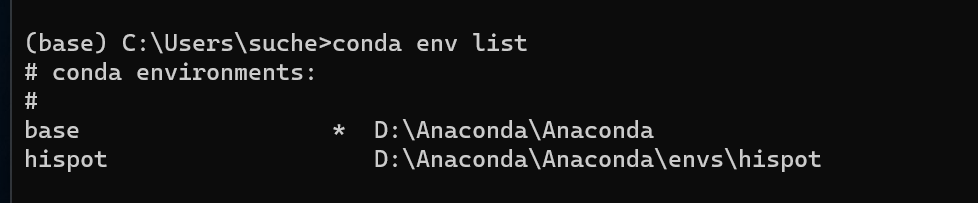 (base) C:\Users\suche>conda env list
# conda environments:
#
base                  *  D:\Anaconda\Anaconda
hispot                   D:\Anaconda\Anaconda\envs\hispot